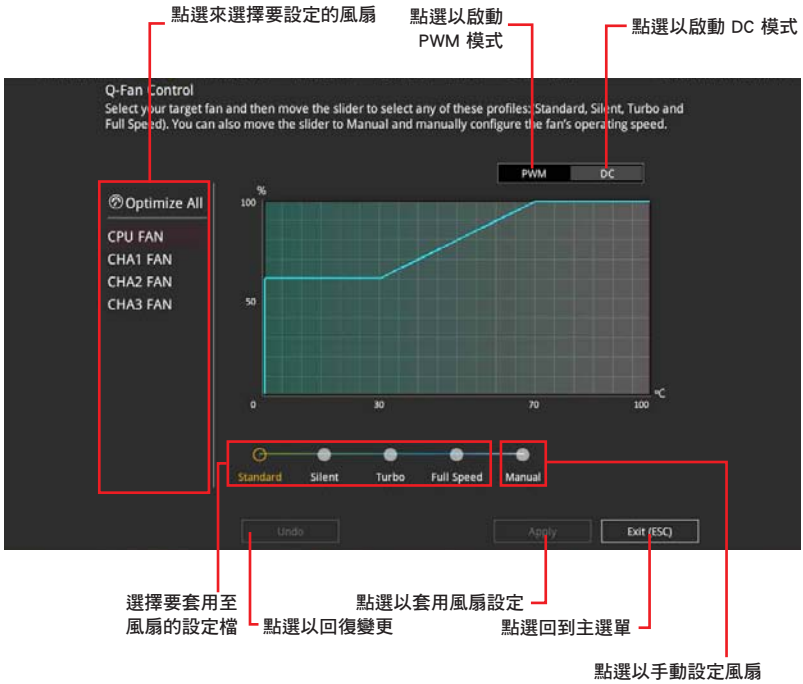 點選來選擇要設定的風扇
點選以啟動
PWM 模式
點選以啟動 DC 模式
Q-Fan Control
Select your target fan and then move the slider to select any of these profiles: Standard, Silent, Turbo and
Full Speed). You can also move the slider to Manual and manually configure the fan's operating speed.
PWM
DC
Optimize All
CPU FAN
CHA1 FAN
CHA2 FAN
CHA3 FAN
%
100
50
0
30
70
100
°C
Standard
Silent
Turbo
Full Speed
Manual
Undo
Apply
Exit (ESC)
選擇要套用至
風扇的設定檔
點選以回復變更
點選以套用風扇設定
點選回到主選單
點選以手動設定風扇